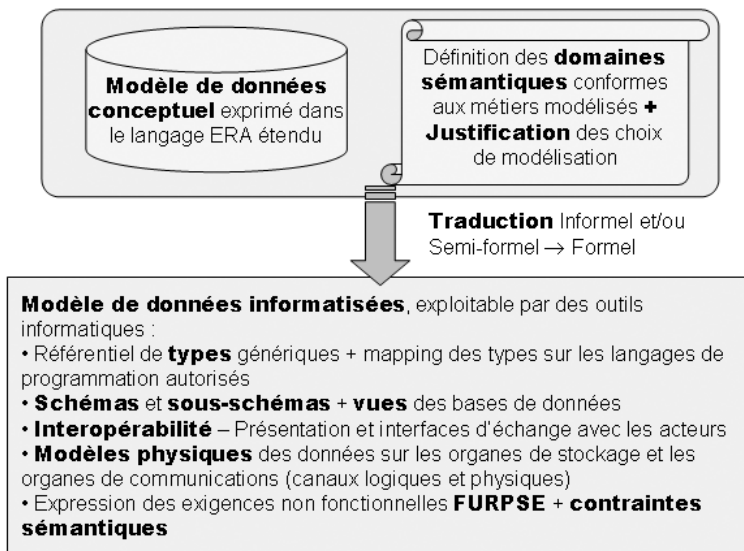 Modèle de données
conceptuel exprimé dans
le langage ERA étendu
Définition des domaines
sémantiques conformes
aux métiers modélisés +
Justification des choix
de modélisation
Traduction Informel et/ou
Semi-formel → Formel
Modèle de données informatisées, exploitable par des outils
informatiques :
• Référentiel de types génériques + mapping des types sur les langages de
programmation autorisés
• Schémas et sous-schémas + vues des bases de données
• Interopérabilité – Présentation et interfaces d'échange avec les acteurs
• Modèles physiques des données sur les organes de stockage et les
organes de communications (canaux logiques et physiques)
• Expression des exigences non fonctionnelles FURPSE + contraintes
sémantiques